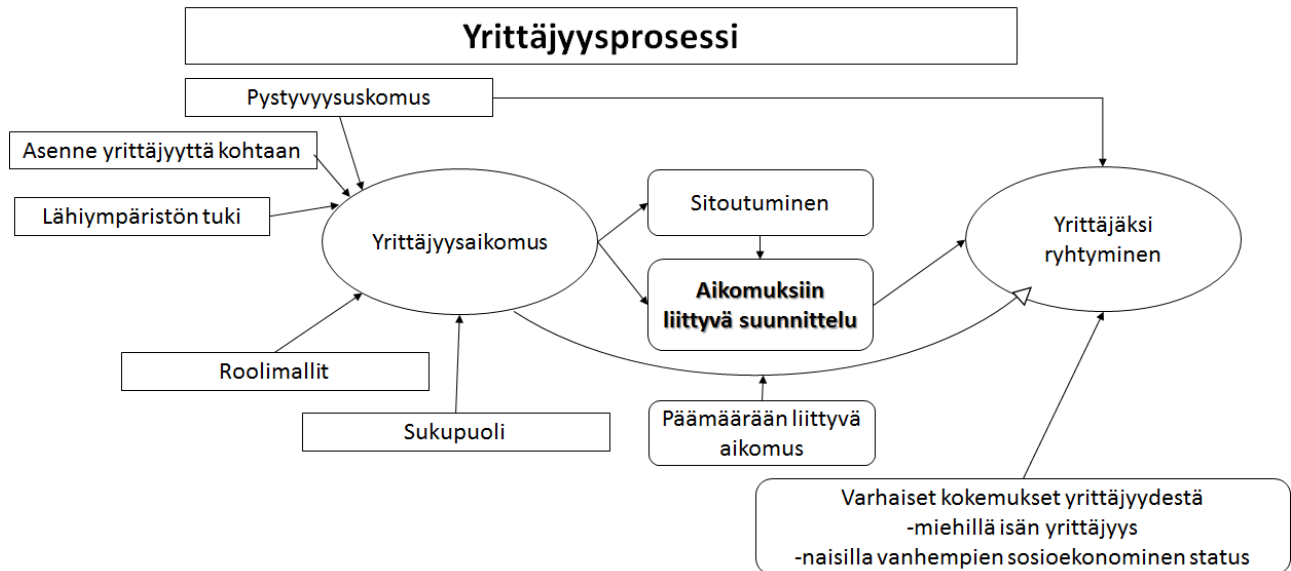 Yrittäjyysprosessi
Pystyvyysuskomus
Asenne yrittäjyyttä kohtaan
Lähiympäristön tuki
Yrittäjyysaikomus
Sitoutuminen
Aikomuksiin
liittyvä suunnittelu
Yrittäjäksi
ryhtyminen
Roolimallit
Sukupuoli
Päämäärään liittyvä
aikomus
Varhaiset kokemukset yrittäjyydestä
-miehillä isän yrittäjyys
-naisilla vanhempien sosioekonominen status